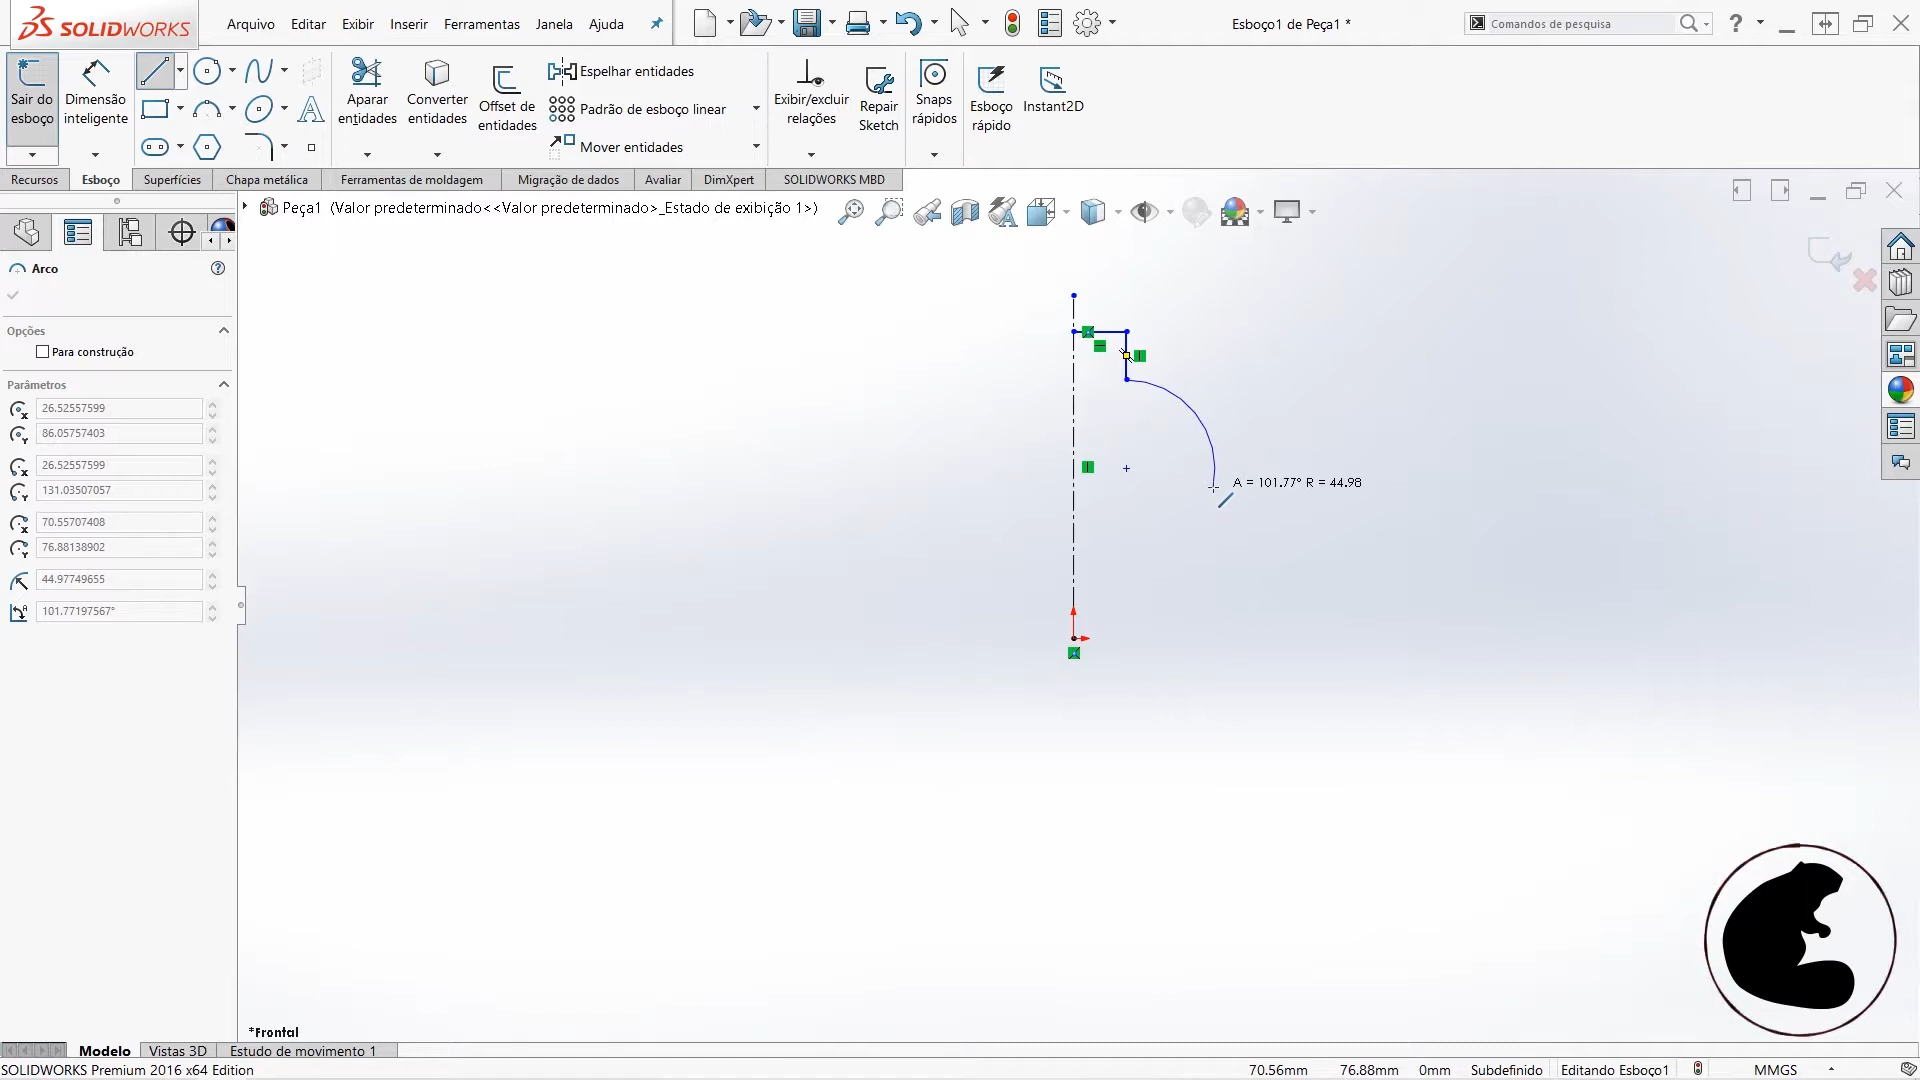 SOLIDWORKS
Arquivo Editar Exibir Inserir Ferramentas Janela Ajuda
Esboço1 de Peça1 *
Comandos de pesquisa
?
Sair do esboço
Dimensão inteligente
Aparar entidades
Converter entidades
Offset de entidades
Espelhar entidades
Padrão de esboço linear
Mover entidades
Exibir/excluir relações
Repair Sketch
Snaps rápidos
Esboço rápido
Instant2D
Recursos Esboço Superfícies Chapa metálica Ferramentas de moldagem Migração de dados Avaliar DimXpert SOLIDWORKS MBD
Peça1 (Valor predeterminado<<Valor predeterminado>_Estado de exibição 1>)
Arco
Opções
Para construção
Parâmetros
26.52557599
86.05757403
26.52557599
131.03507057
70.55707408
76.88138902
44.97749655
101.77197567°
A = 101.77° R = 44.98
*Frontal
Modelo Vistas 3D Estudo de movimento 1
SOLIDWORKS Premium 2016 x64 Edition
70.56mm 76.88mm 0mm Subdefinido Editando Esboço1 MMGS